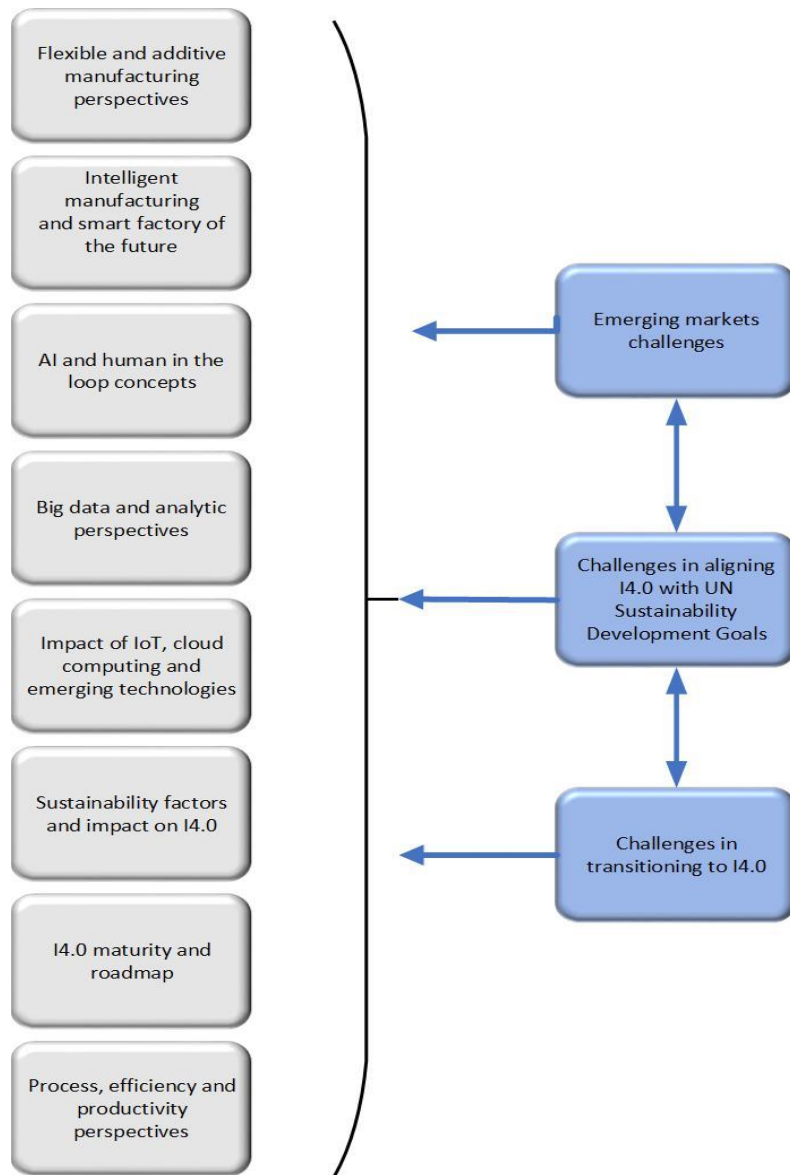 Flexible and additive
manufacturing
perspectives
Intelligent
manufacturing
and smart factory of
the future
AI and human in the
loop concepts
Big data and analytic
perspectives
Impact of IoT, cloud
computing and
emerging technologies
Sustainability factors
and impact on I4.0
I4.0 maturity and
roadmap
Process, efficiency and
productivity
perspectives
Emerging markets
challenges
Challenges in aligning
I4.0 with UN
Sustainability
Development Goals
Challenges in
transitioning to I4.0